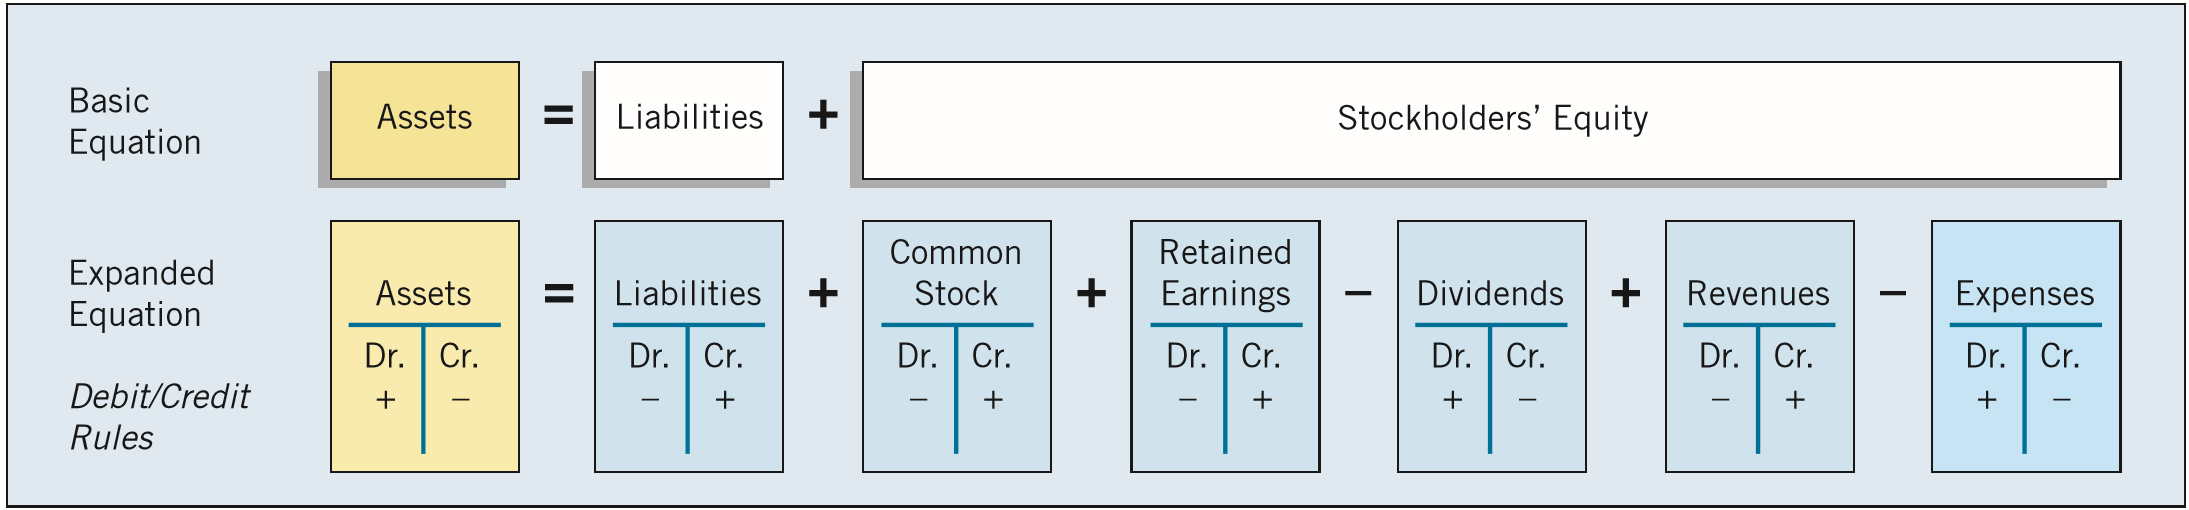 Basic
Equation
Assets = Liabilities + Stockholders’ Equity
Expanded
Equation
Assets = Liabilities + Common
Stock + Retained
Earnings – Dividends + Revenues – Expenses
Dr. Cr. Dr. Cr. Dr. Cr. Dr. Cr. Dr. Cr. Dr. Cr. Dr. Cr.
Debit/Credit
Rules
+ – – + – + – + + – – + + –